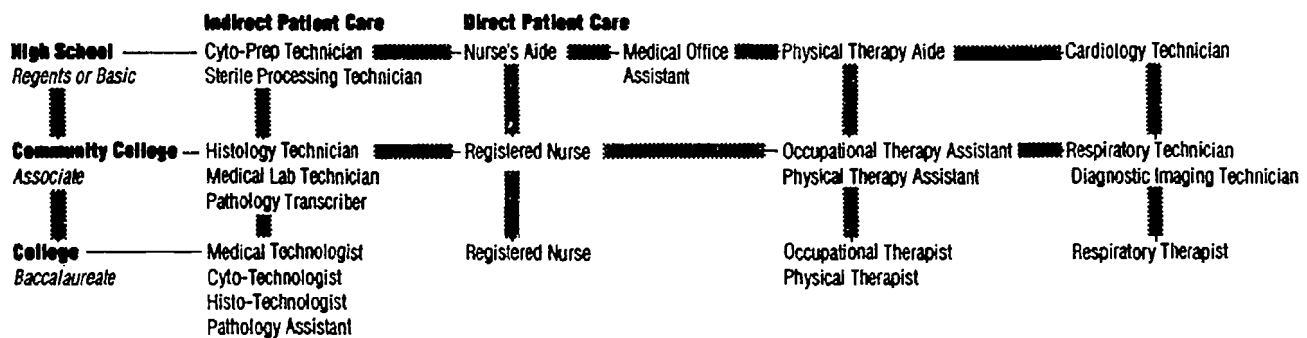 Indirect Patient Care Direct Patient Care
High School Cyto-Prep Technician Nurse's Aide Medical Office Physical Therapy Aide Cardiology Technician
Regents or Basic Sterile Processing Technician Assistant
Community College Histology Technician Registered Nurse Occupational Therapy Assistant Respiratory Technician
Associate Medical Lab Technician Physical Therapy Assistant Diagnostic Imaging Technician
Pathology Transcriber
College Medical Technologist Registered Nurse Occupational Therapist Respiratory Therapist
Baccalaureate Cyto-Technologist Physical Therapist
Histo-Technologist
Pathology Assistant